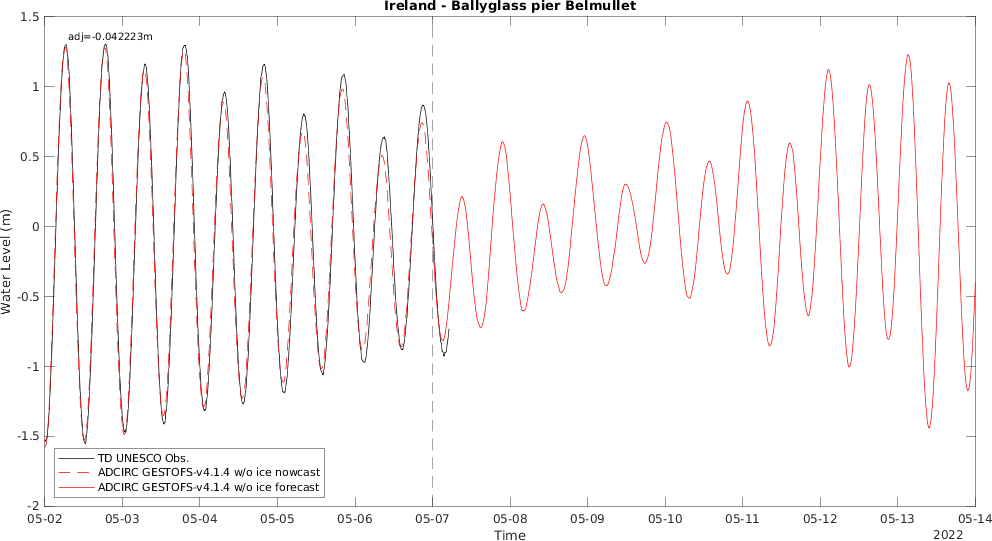 Ireland - Ballyglass pier Belmullet
adj=-0.042223m
1.5
1
0.5
0
-0.5
-1
-1.5
-2
Water Level (m)
TD UNESCO Obs.
ADCIRC GESTOFS-v4.1.4 w/o ice nowcast
ADCIRC GESTOFS-v4.1.4 w/o ice forecast
05-02 05-03 05-04 05-05 05-06 05-07 05-08 05-09 05-10 05-11 05-12 05-13 05-14
Time
2022